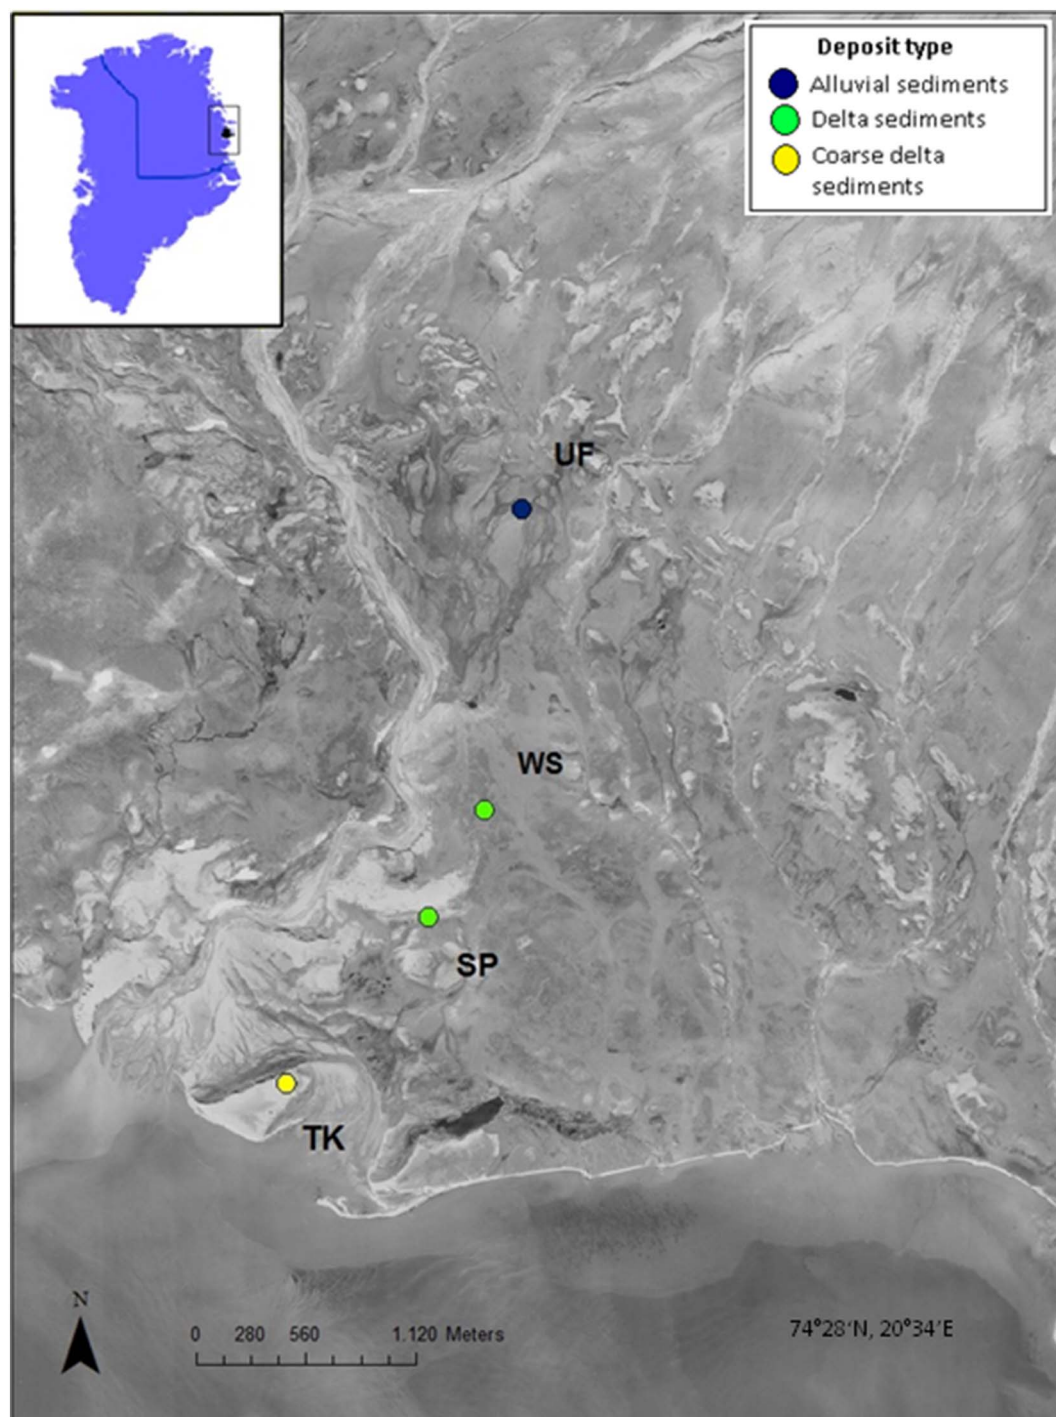 Deposit type
Alluvial sediments
Delta sediments
Coarse delta
sediments
UF
WS
SP
TK
N
0 280 560 1.120 Meters
74°28′N, 20°34′E